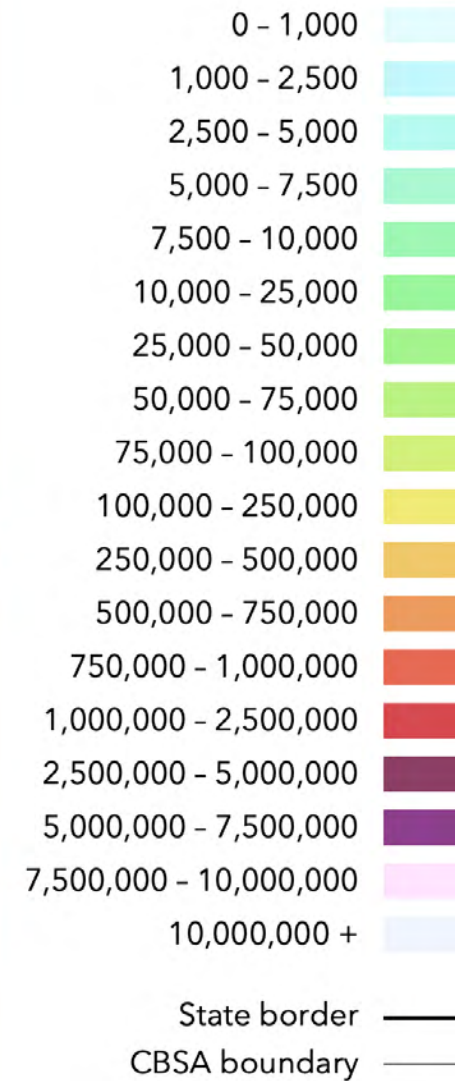 0 – 1,000
1,000 – 2,500
2,500 – 5,000
5,000 – 7,500
7,500 – 10,000
10,000 – 25,000
25,000 – 50,000
50,000 – 75,000
75,000 – 100,000
100,000 – 250,000
250,000 – 500,000
500,000 – 750,000
750,000 – 1,000,000
1,000,000 – 2,500,000
2,500,000 – 5,000,000
5,000,000 – 7,500,000
7,500,000 – 10,000,000
10,000,000 +
State border
CBSA boundary